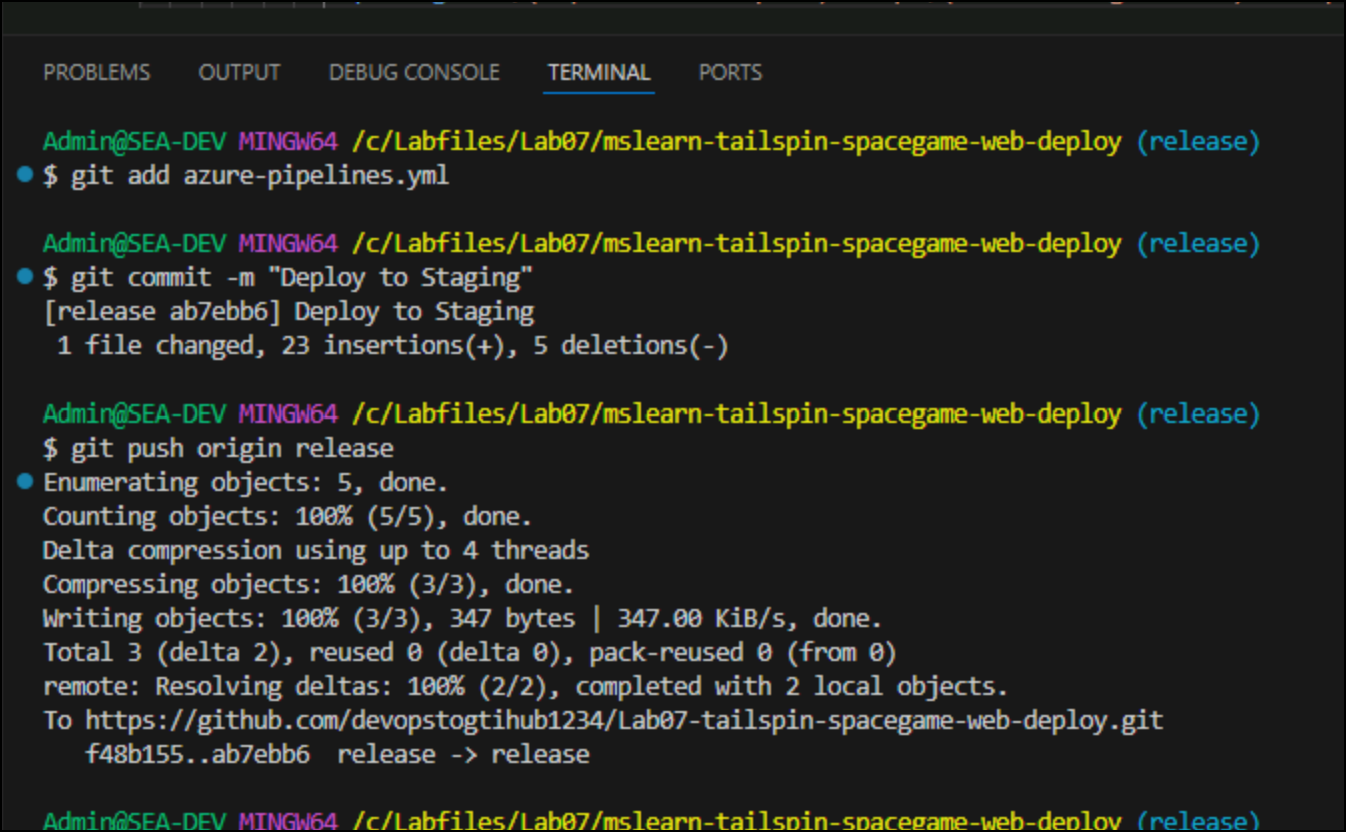 PROBLEMS OUTPUT DEBUG CONSOLE TERMINAL PORTS
Admin@SEA-DEV MINGW64 /c/Labfiles/Lab07/mslearn-tailspin-spacegame-web-deploy (release)
$ git add azure-pipelines.yml
Admin@SEA-DEV MINGW64 /c/Labfiles/Lab07/mslearn-tailspin-spacegame-web-deploy (release)
$ git commit -m "Deploy to Staging"
[release ab7ebb6] Deploy to Staging
 1 file changed, 23 insertions(+), 5 deletions(-)
Admin@SEA-DEV MINGW64 /c/Labfiles/Lab07/mslearn-tailspin-spacegame-web-deploy (release)
$ git push origin release
Enumerating objects: 5, done.
Counting objects: 100% (5/5), done.
Delta compression using up to 4 threads
Compressing objects: 100% (3/3), done.
Writing objects: 100% (3/3), 347 bytes | 347.00 KiB/s, done.
Total 3 (delta 2), reused 0 (delta 0), pack-reused 0 (from 0)
remote: Resolving deltas: 100% (2/2), completed with 2 local objects.
To https://github.com/devopstogtihub1234/Lab07-tailspin-spacegame-web-deploy.git
   f48b155..ab7ebb6  release -> release
Admin@SEA-DEV MINGW64 /c/Labfiles/Lab07/mslearn-tailspin-spacegame-web-deploy (release)